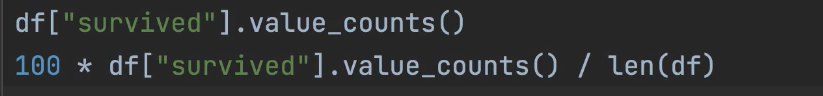 df["survived"].value_counts()
100 * df["survived"].value_counts() / len(df)